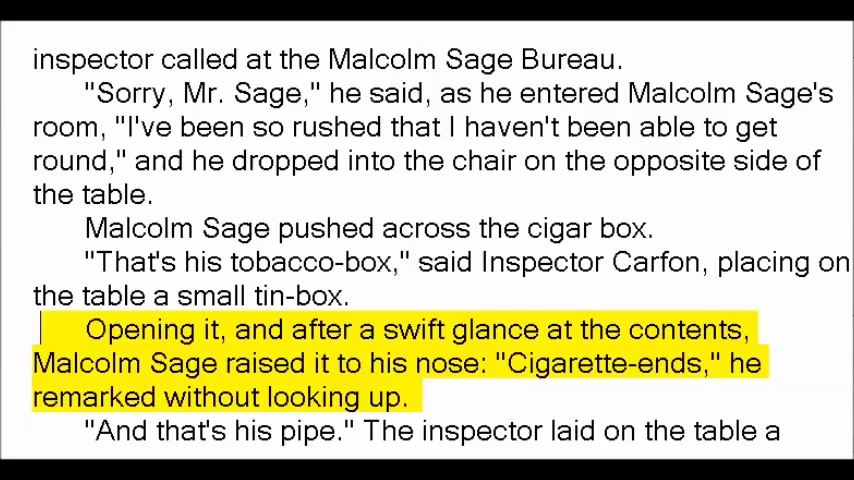 inspector called at the Malcolm Sage Bureau.
"Sorry, Mr. Sage," he said, as he entered Malcolm Sage's
room, "I've been so rushed that I haven't been able to get
round," and he dropped into the chair on the opposite side of
the table.
Malcolm Sage pushed across the cigar box.
"That's his tobacco-box," said Inspector Carfon, placing on
the table a small tin-box.
Opening it, and after a swift glance at the contents,
Malcolm Sage raised it to his nose: "Cigarette-ends," he
remarked without looking up.
"And that's his pipe." The inspector laid on the table a